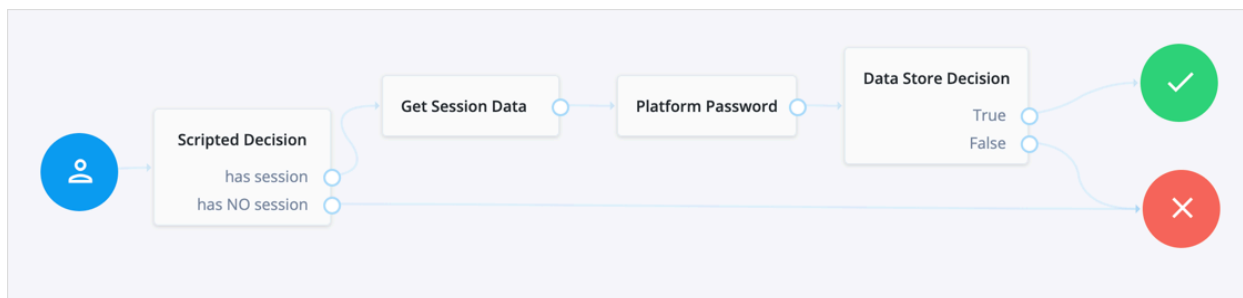 Scripted Decision
has session
has NO session
Get Session Data
Platform Password
Data Store Decision
True
False